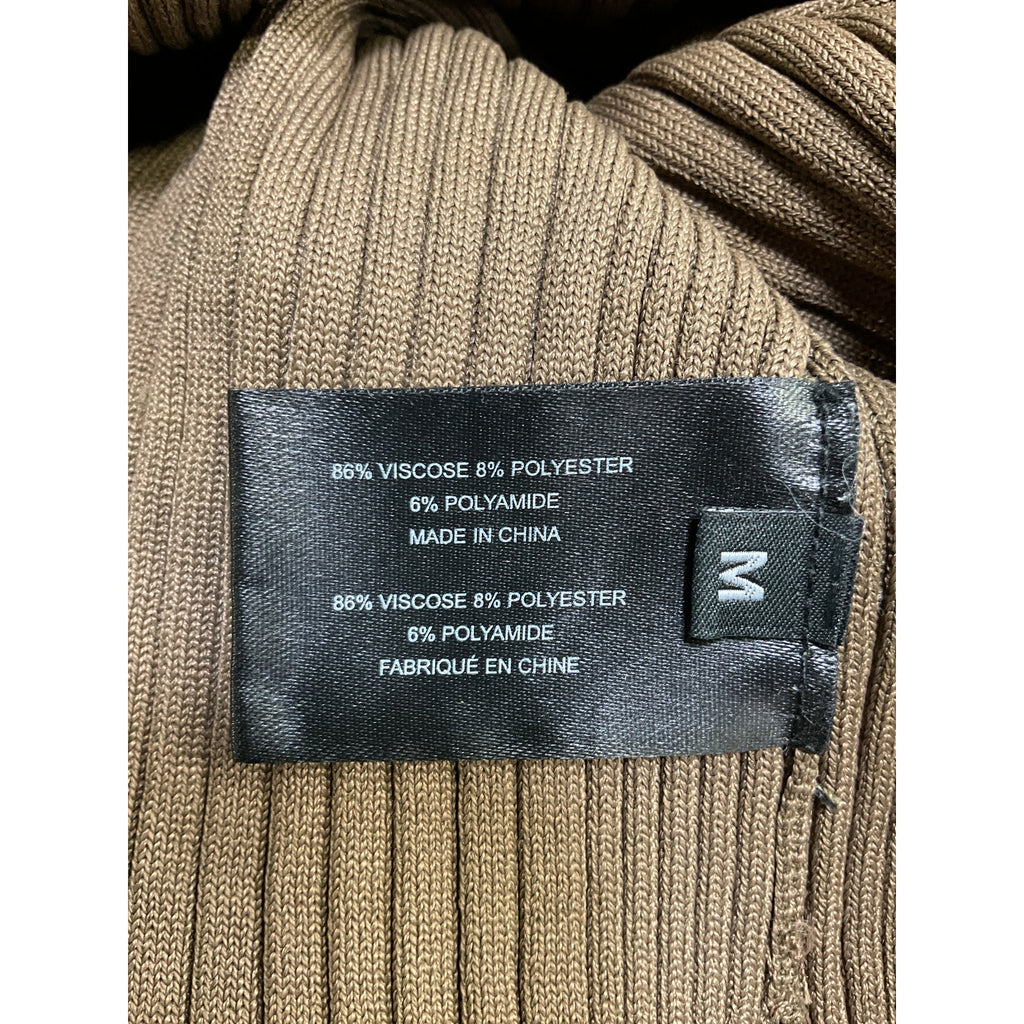 86% VISCOSE 8% POLYESTER
6% POLYAMIDE
MADE IN CHINA
86% VISCOSE 8% POLYESTER
6% POLYAMIDE
FABRIQUÉ EN CHINE
M